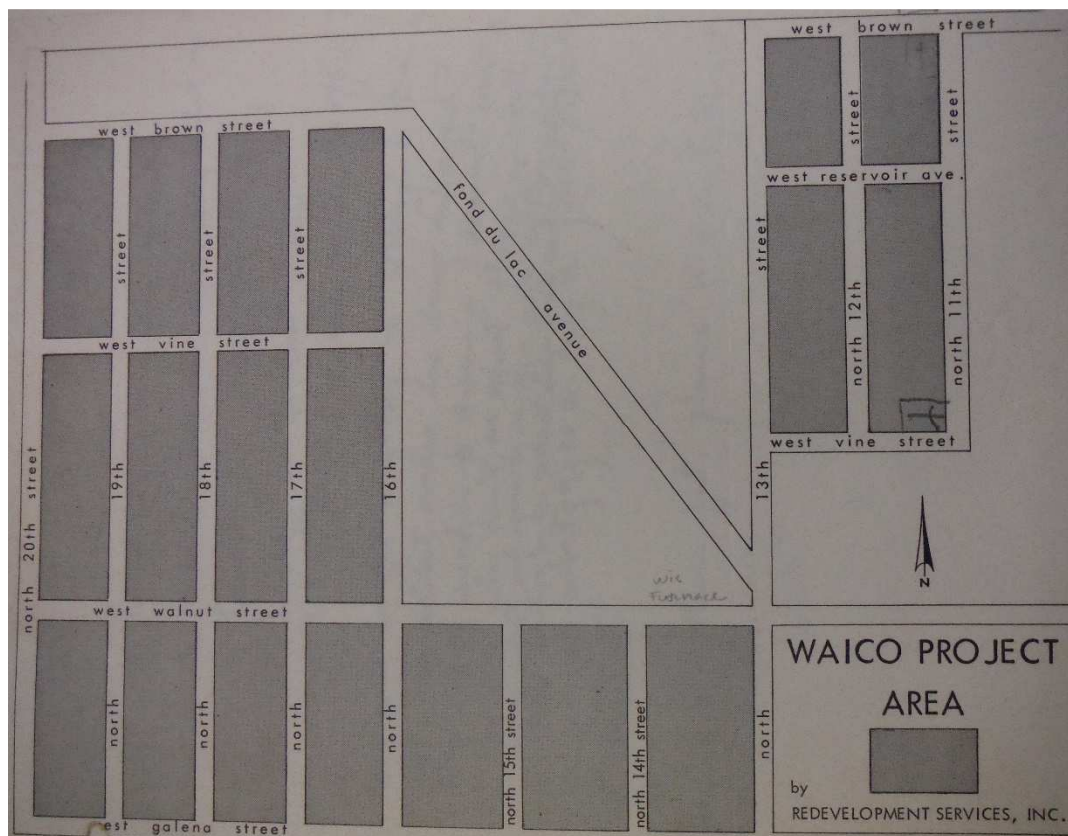 west brown street
west brown street
street
street
west reservoir ave.
fond du lac avenue
street
street
street
street
north 12th
north 11th
west vine street
west vine street
north 20th street
19th
18th
17th
16th
13th
N
Wis
Furnace
west walnut street
WAICO PROJECT
AREA
north
north
north
north
north 15th street
north 14th street
north
by
REDEVELOPMENT SERVICES, INC.
est galena street